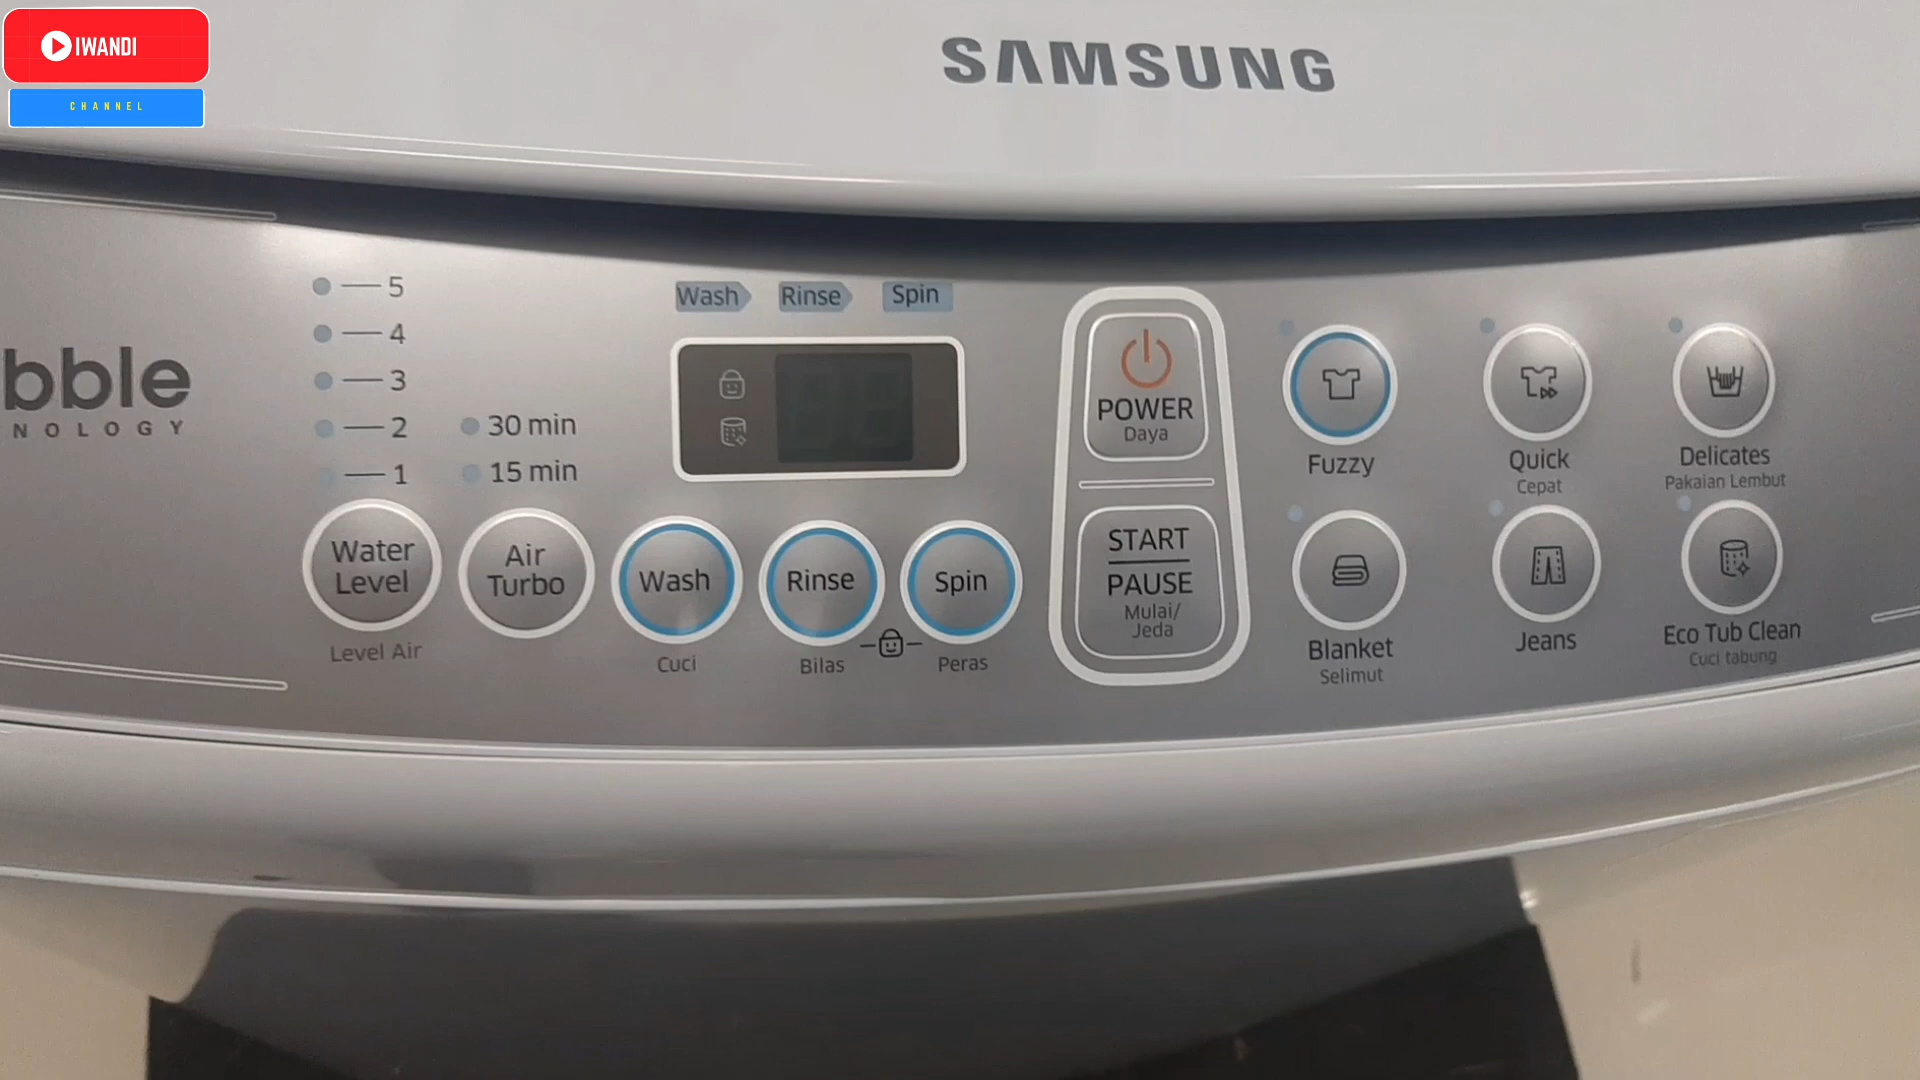 IWANDI
CHANNEL
SAMSUNG
bble
NOLOGY
5
4
3
2
1
30 min
15 min
Wash
Rinse
Spin
POWER
Daya
START
PAUSE
Mulai/
Jeda
Water
Level
Level Air
Air
Turbo
Wash
Cuci
Rinse
Bilas
Spin
Peras
Fuzzy
Quick
Cepat
Delicates
Pakaian Lembut
Blanket
Selimut
Jeans
Eco Tub Clean
Cuci tabung